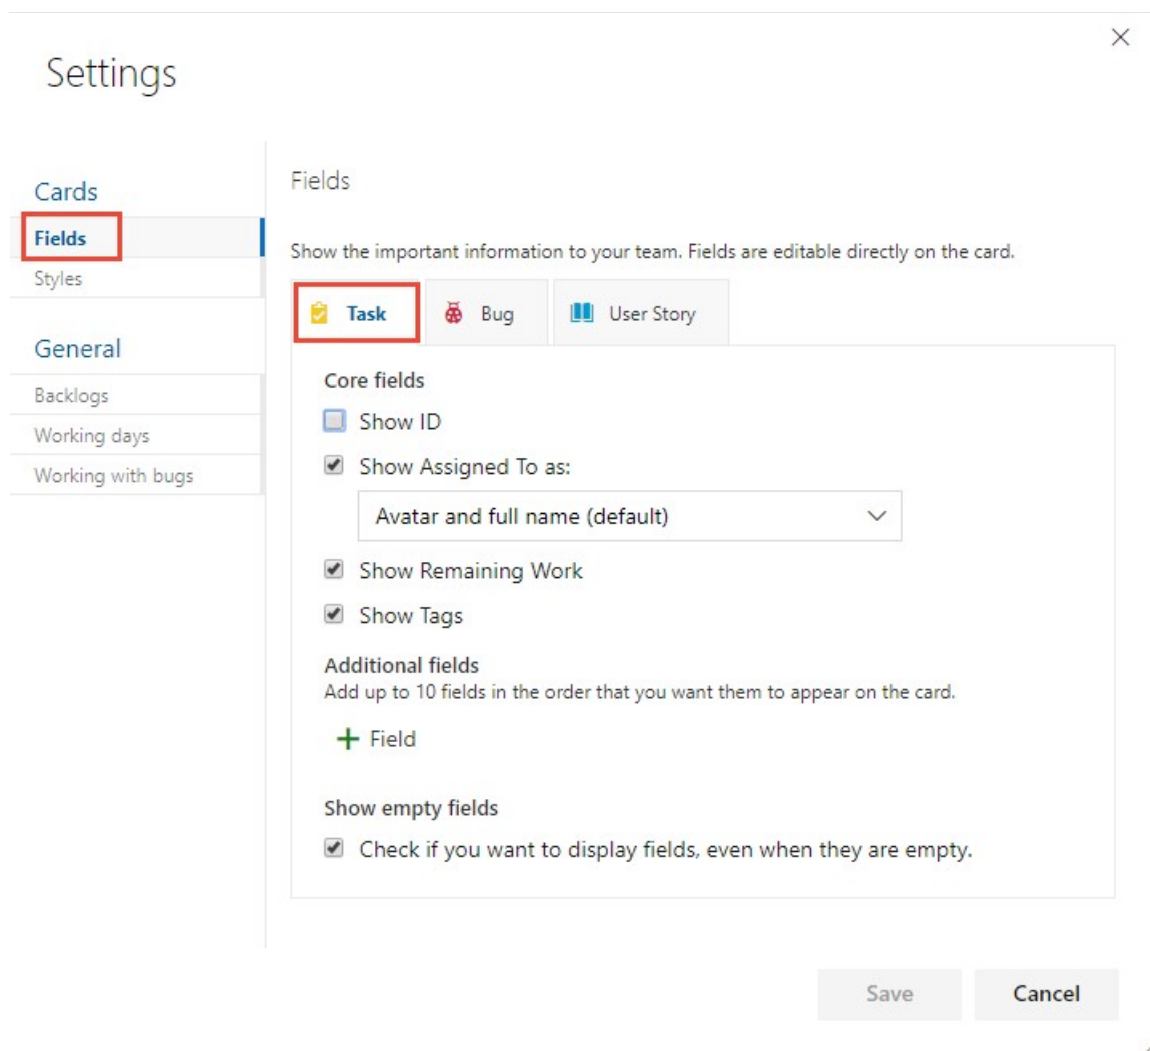 Settings
Cards
Fields
Styles
General
Backlogs
Working days
Working with bugs
Fields
Show the important information to your team. Fields are editable directly on the card.
Task
Bug
User Story
Core fields
Show ID
Show Assigned To as:
Avatar and full name (default)
Show Remaining Work
Show Tags
Additional fields
Add up to 10 fields in the order that you want them to appear on the card.
Field
Show empty fields
Check if you want to display fields, even when they are empty.
Save
Cancel